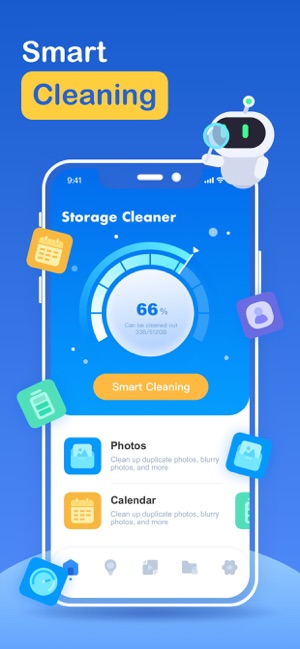 Smart
Cleaning
9:41
Storage Cleaner
66%
Can be cleaned out
33B/512GB
Smart Cleaning
Photos
Clean up duplicate photos, blurry
photos, and more
Calendar
Clean up duplicate photos, blurry
photos, and more